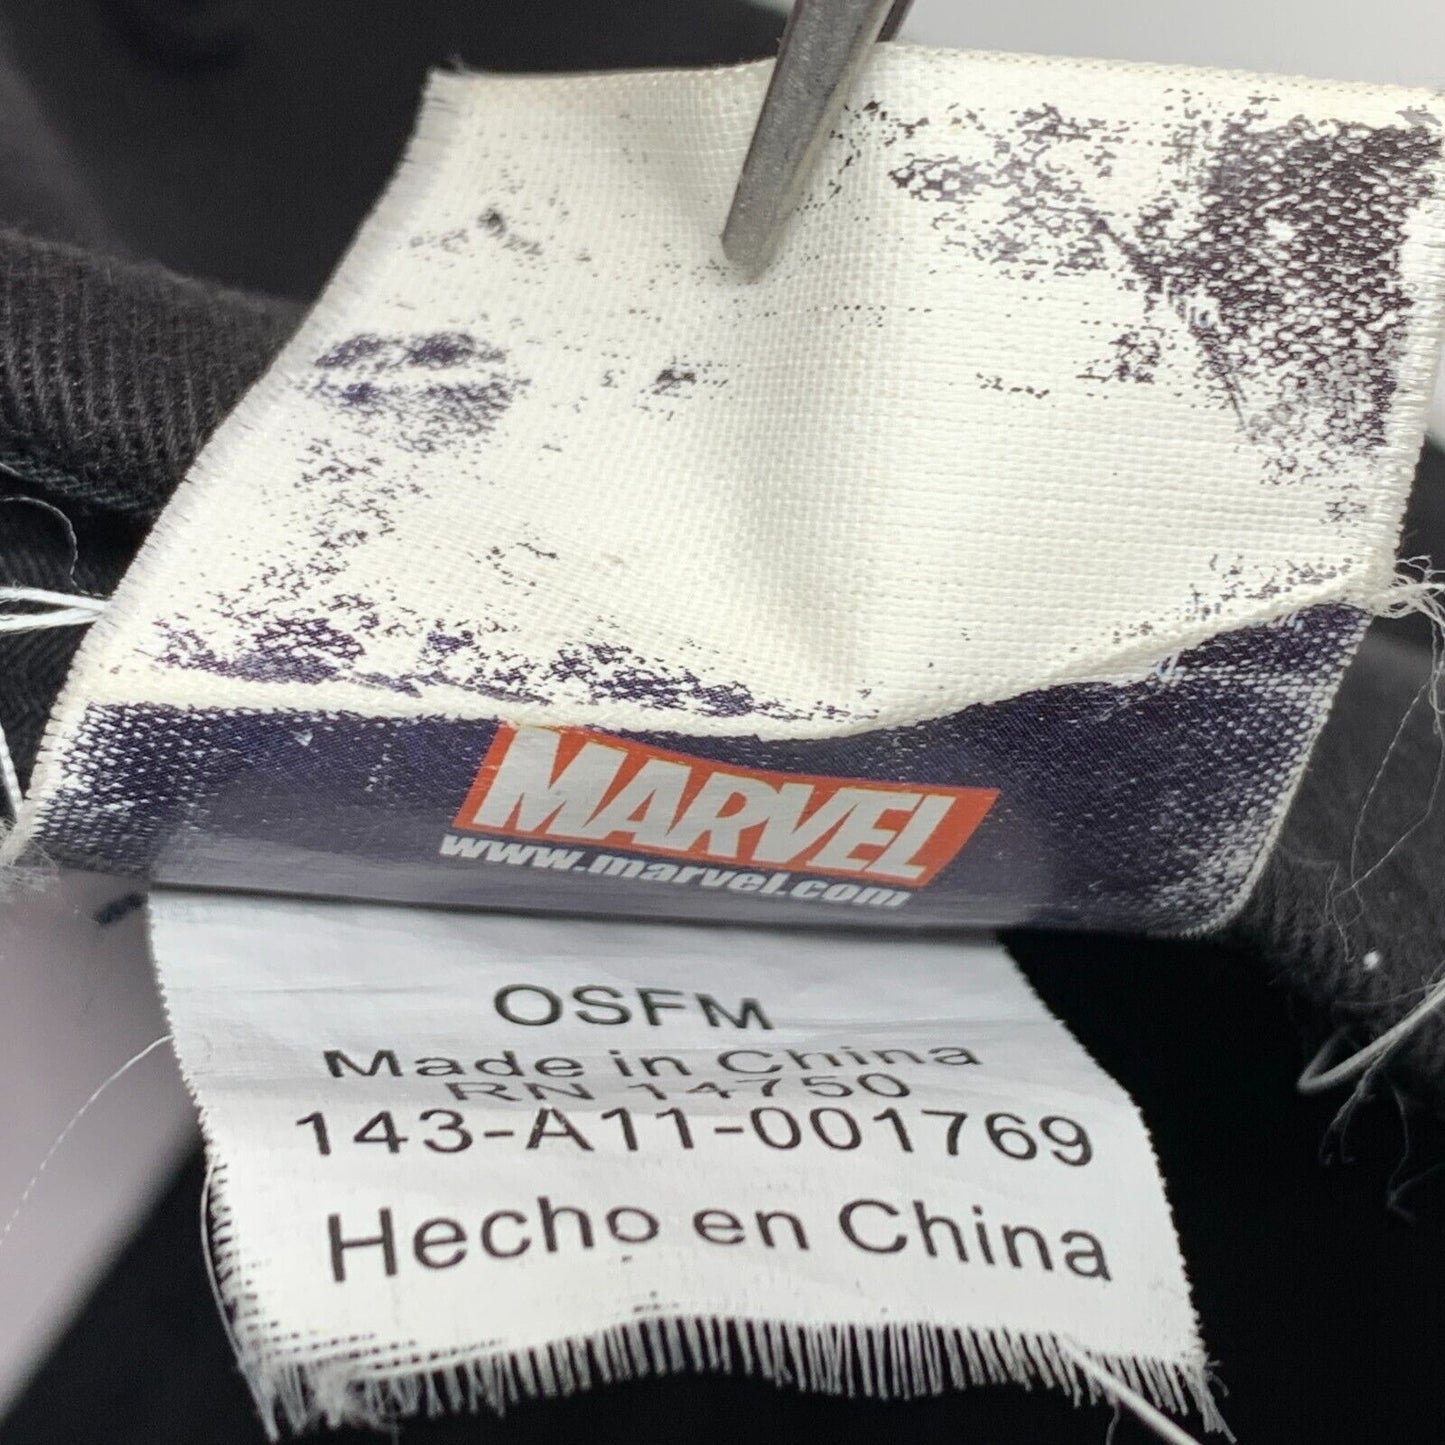 MARVEL
www.marvel.com
OSFM
Made in China
RN 14750
143-A11-001769
Hecho en China